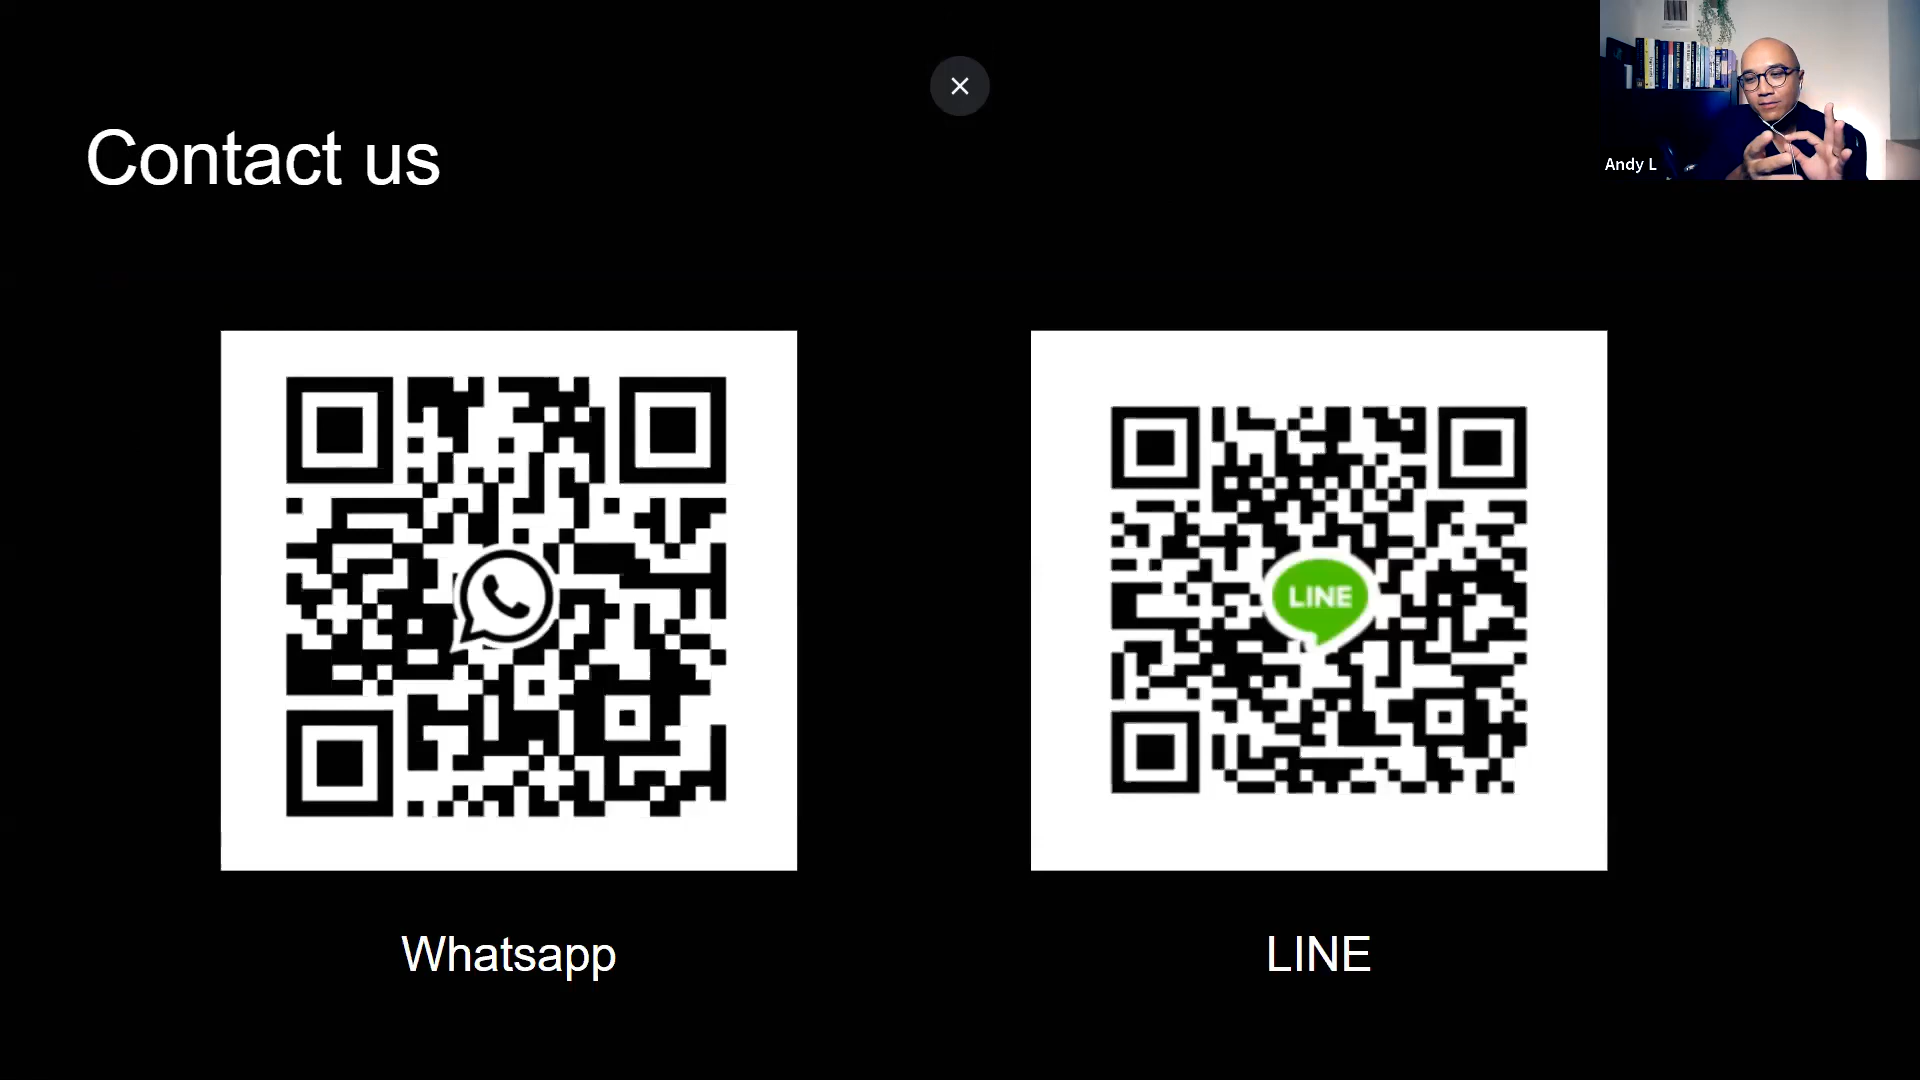 Contact us
Andy L
LINE
Whatsapp
LINE